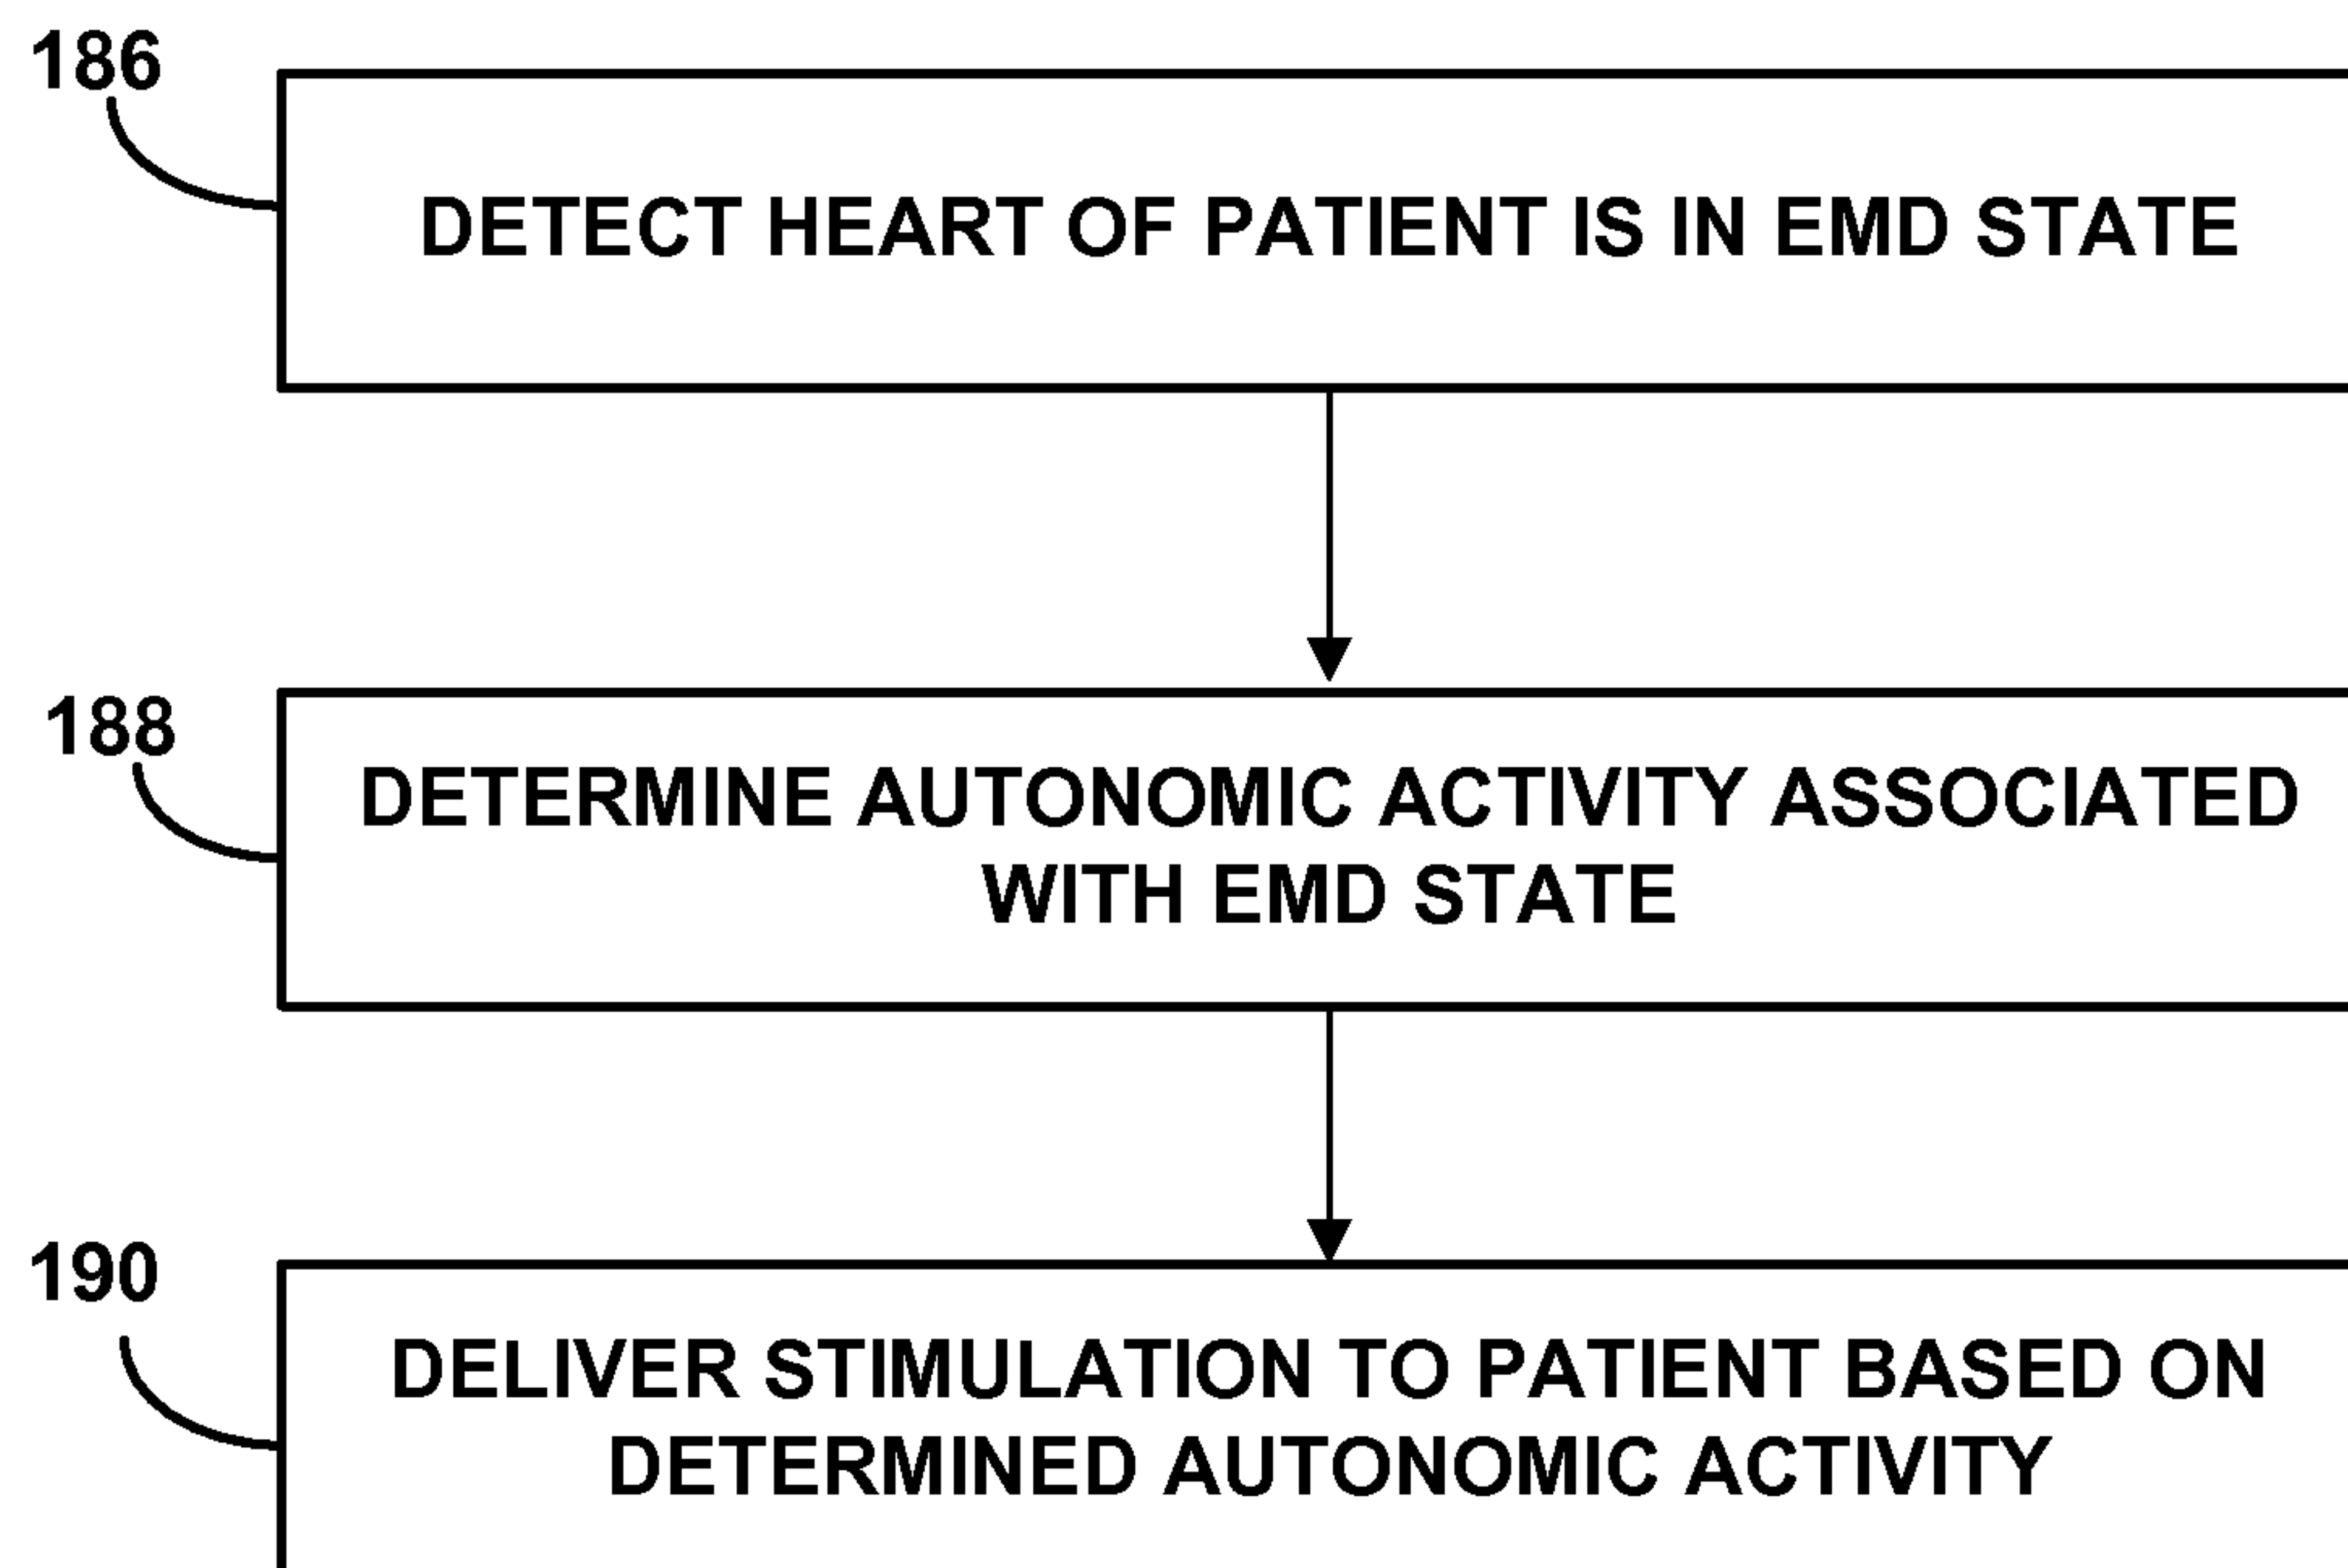 186
DETECT HEART OF PATIENT IS IN EMD STATE
188
DETERMINE AUTONOMIC ACTIVITY ASSOCIATED
WITH EMD STATE
190
DELIVER STIMULATION TO PATIENT BASED ON
DETERMINED AUTONOMIC ACTIVITY